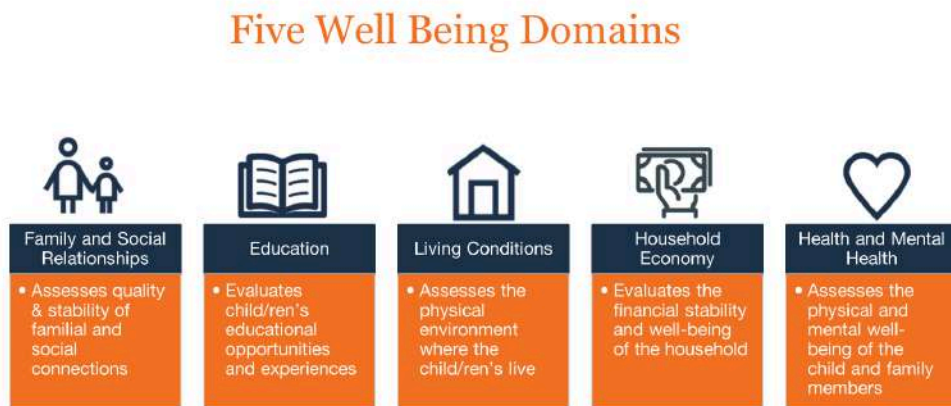 Five Well Being Domains
Family and Social
Relationships
• Assesses quality
& stability of
familial and
social
connections
Education
• Evaluates
child/ren's
educational
opportunities
and experiences
Living Conditions
• Assesses the
physical
environment
where the
child/ren's live
Household
Economy
• Evaluates the
financial stability
and well-being
of the household
Health and Mental
Health
• Assesses the
physical and
mental well-
being of the
child and family
members